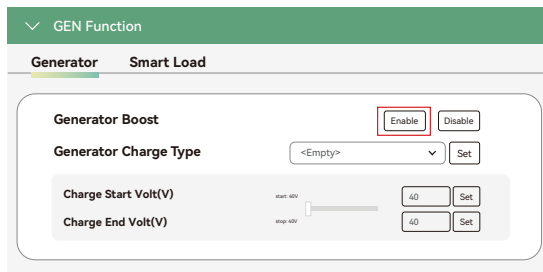 GEN Function
Generator Smart Load
Generator Boost Enable Disable
Generator Charge Type <Empty> Set
Charge Start Volt(V) start: 40V 40 Set
Charge End Volt(V) stop: 40V 40 Set